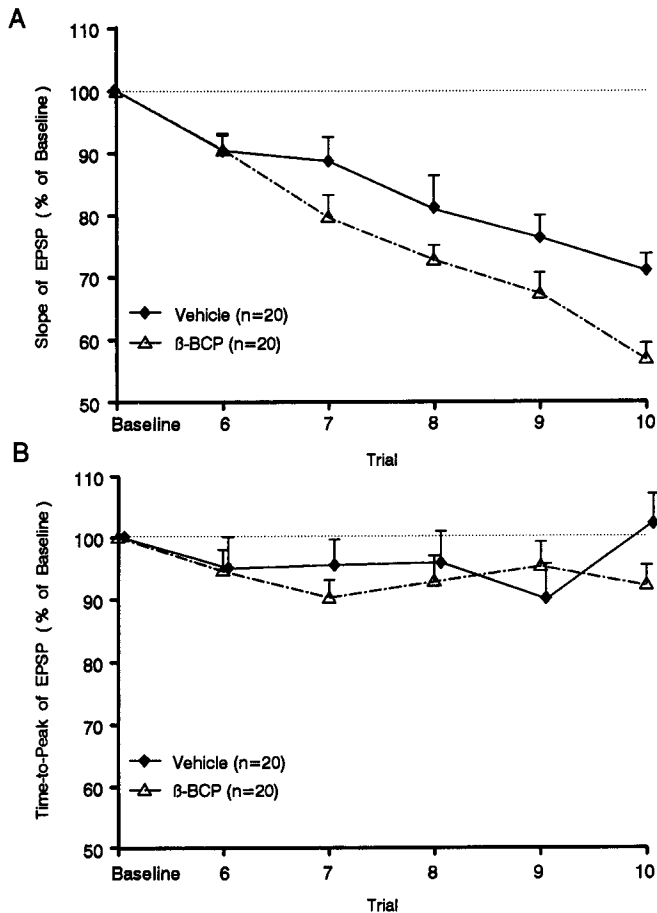 A
110
100
90
80
70
60
50
Slope of EPSP (% of Baseline)
Vehicle (n=20)
ß-BCP (n=20)
Baseline 6 7 8 9 10
Trial
B
110
100
90
80
70
60
50
Time-to-Peak of EPSP (% of Baseline)
Vehicle (n=20)
ß-BCP (n=20)
Baseline 6 7 8 9 10
Trial